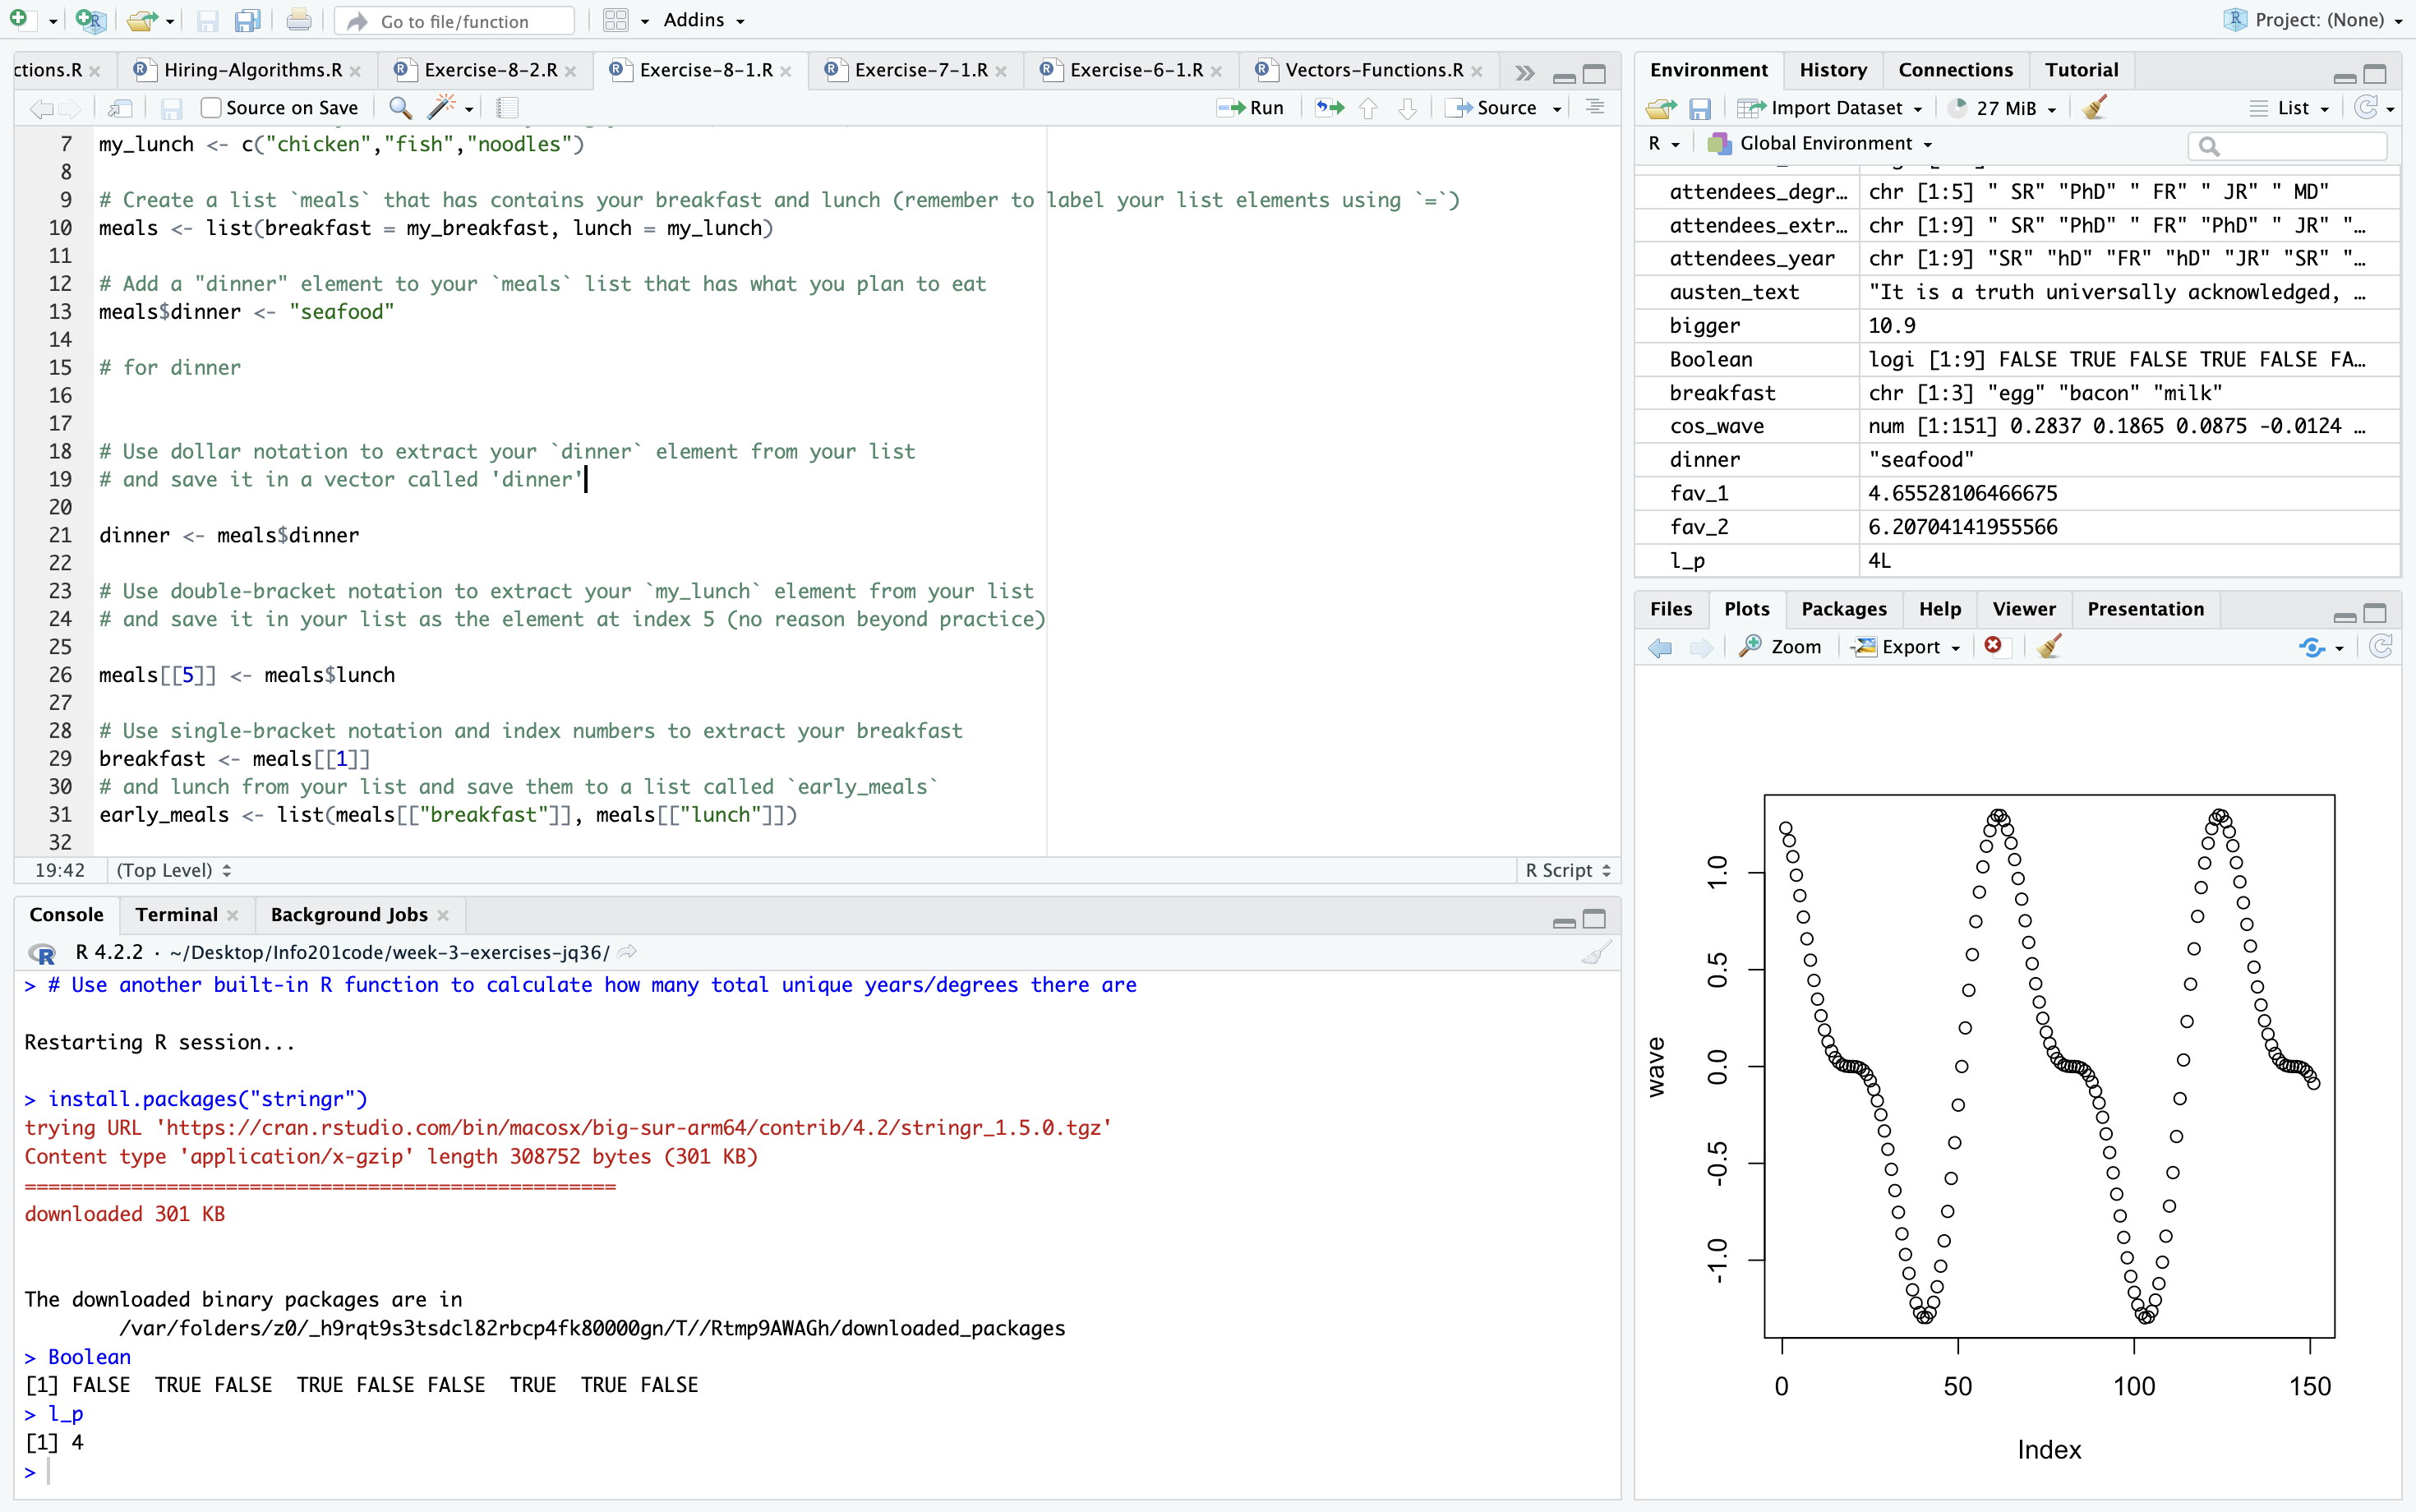 Go to file/function
Addins
Project: (None)
ctions.R
Hiring-Algorithms.R
Exercise-8-2.R
Exercise-8-1.R
Exercise-7-1.R
Exercise-6-1.R
Vectors-Functions.R
Source on Save
Run
Source
7 my_lunch <- c("chicken","fish","noodles")
8
9 # Create a list `meals` that has contains your breakfast and lunch (remember to label your list elements using `=`)
10 meals <- list(breakfast = my_breakfast, lunch = my_lunch)
11
12 # Add a "dinner" element to your `meals` list that has what you plan to eat
13 meals$dinner <- "seafood"
14
15 # for dinner
16
17
18 # Use dollar notation to extract your `dinner` element from your list
19 # and save it in a vector called 'dinner'
20
21 dinner <- meals$dinner
22
23 # Use double-bracket notation to extract your `my_lunch` element from your list
24 # and save it in your list as the element at index 5 (no reason beyond practice)
25
26 meals[[5]] <- meals$lunch
27
28 # Use single-bracket notation and index numbers to extract your breakfast
29 breakfast <- meals[[1]]
30 # and lunch from your list and save them to a list called `early_meals`
31 early_meals <- list(meals[["breakfast"]], meals[["lunch"]])
32
19:42 (Top Level) R Script
Console Terminal Background Jobs
R 4.2.2 · ~/Desktop/Info201code/week-3-exercises-jq36/
> # Use another built-in R function to calculate how many total unique years/degrees there are
Restarting R session...
> install.packages("stringr")
trying URL 'https://cran.rstudio.com/bin/macosx/big-sur-arm64/contrib/4.2/stringr_1.5.0.tgz'
Content type 'application/x-gzip' length 308752 bytes (301 KB)
==================================================
downloaded 301 KB
The downloaded binary packages are in
/var/folders/z0/_h9rqt9s3tsdcl82rbcp4fk80000gn/T//Rtmp9AWAGh/downloaded_packages
> Boolean
[1] FALSE  TRUE FALSE  TRUE FALSE FALSE  TRUE  TRUE FALSE
> l_p
[1] 4
>
Environment History Connections Tutorial
Import Dataset 27 MiB List
R Global Environment
attendees_degr… chr [1:5] " SR" "PhD" " FR" " JR" " MD"
attendees_extr… chr [1:9] " SR" "PhD" " FR" "PhD" " JR" "…
attendees_year chr [1:9] "SR" "hD" "FR" "hD" "JR" "SR" "…
austen_text "It is a truth universally acknowledged, …
bigger 10.9
Boolean logi [1:9] FALSE TRUE FALSE TRUE FALSE FA…
breakfast chr [1:3] "egg" "bacon" "milk"
cos_wave num [1:151] 0.2837 0.1865 0.0875 -0.0124 …
dinner "seafood"
fav_1 4.65528106466675
fav_2 6.20704141955566
l_p 4L
Files Plots Packages Help Viewer Presentation
Zoom Export
wave
1.0
0.5
0.0
-0.5
-1.0
0 50 100 150
Index